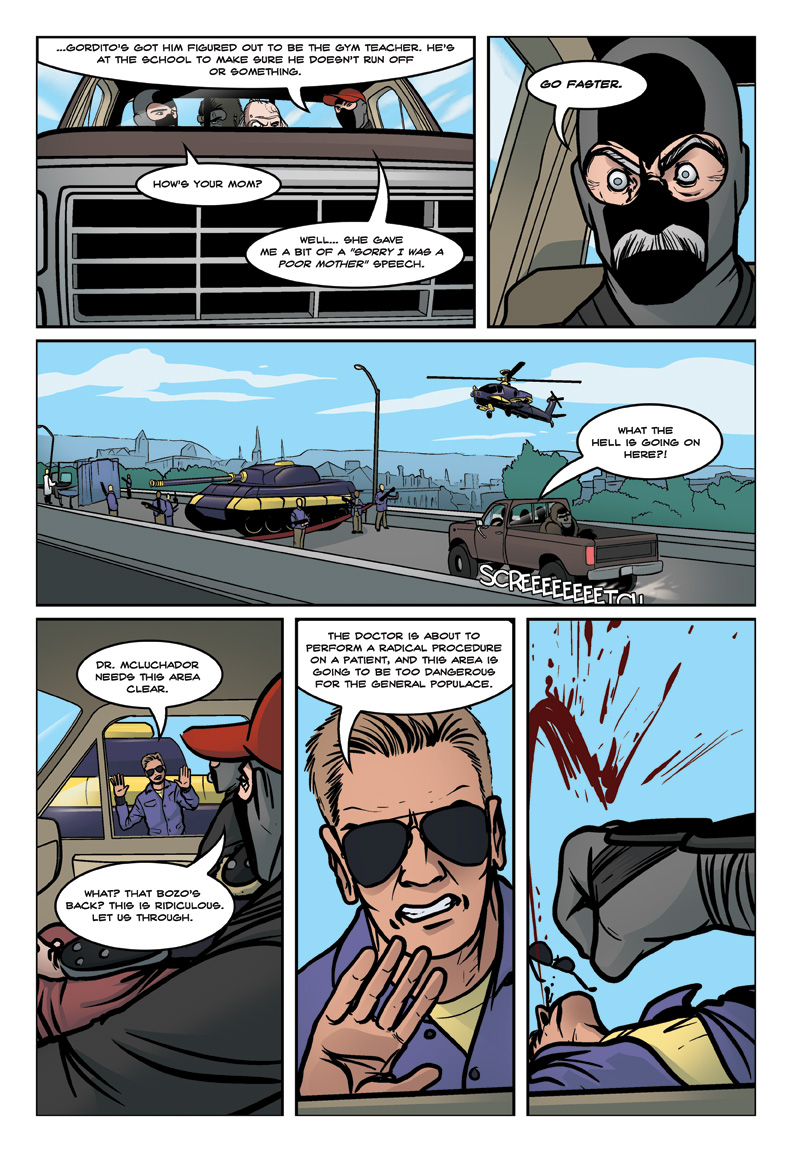 ...GORDITO'S GOT HIM FIGURED OUT TO BE THE GYM TEACHER. HE'S
AT THE SCHOOL TO MAKE SURE HE DOESN'T RUN OFF
OR SOMETHING.
HOW'S YOUR MOM?
WELL... SHE GAVE
ME A BIT OF A "SORRY I WAS A
POOR MOTHER" SPEECH.
GO FASTER.
WHAT THE
HELL IS GOING ON
HERE?!
SCREEEEEEEETCH
DR. MCLUCHADOR
NEEDS THIS AREA
CLEAR.
WHAT? THAT BOZO'S
BACK? THIS IS RIDICULOUS.
LET US THROUGH.
THE DOCTOR IS ABOUT TO
PERFORM A RADICAL PROCEDURE
ON A PATIENT, AND THIS AREA IS
GOING TO BE TOO DANGEROUS
FOR THE GENERAL POPULACE.